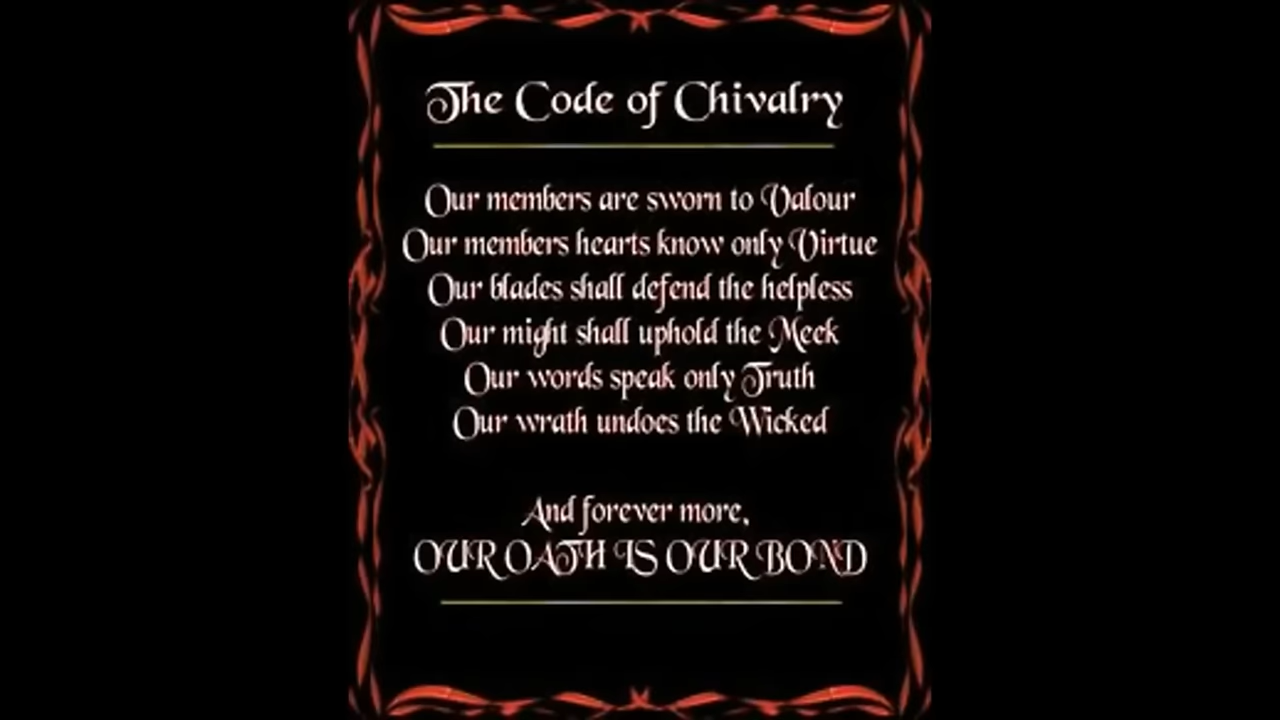 The Code of Chivalry
Our members are sworn to Valour
Our members hearts know only Virtue
Our blades shall defend the helpless
Our might shall uphold the Meek
Our words speak only Truth
Our wrath undoes the Wicked
And forever more,
OUR OATH IS OUR BOND